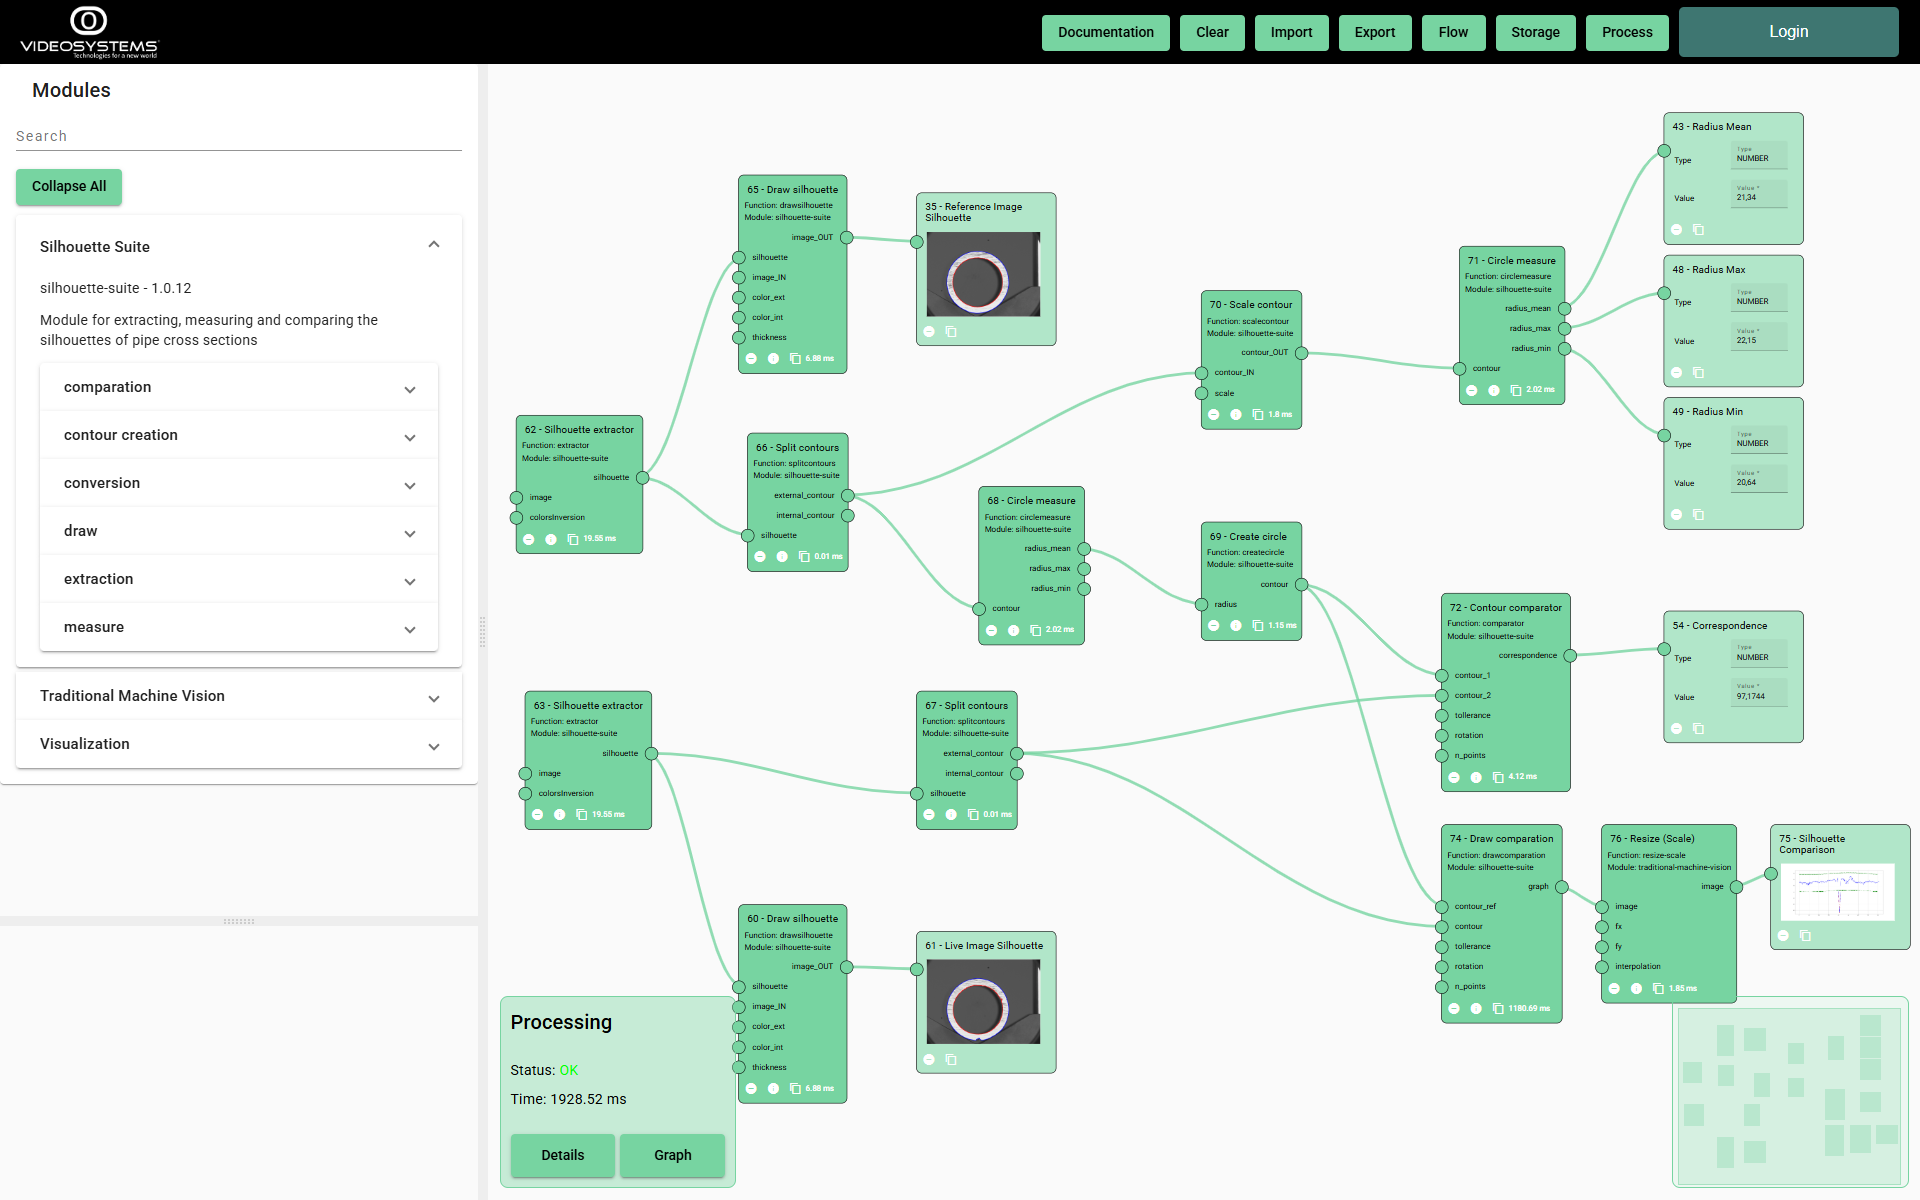 VIDEOSYSTEMS
Technologies for a new world
Documentation
Clear
Import
Export
Flow
Storage
Process
Login
Modules
Search
Collapse All
Silhouette Suite
silhouette-suite - 1.0.12
Module for extracting, measuring and comparing the
silhouettes of pipe cross sections
comparation
contour creation
conversion
draw
extraction
measure
Traditional Machine Vision
Visualization
65 - Draw silhouette
Function: drawsilhouette
Module: silhouette-suite
image_OUT
silhouette
image_IN
color_ext
color_int
thickness
6.88 ms
35 - Reference Image
Silhouette
62 - Silhouette extractor
Function: extractor
Module: silhouette-suite
silhouette
image
colorsInversion
19.55 ms
66 - Split contours
Function: splitcontours
Module: silhouette-suite
external_contour
internal_contour
silhouette
0.01 ms
68 - Circle measure
Function: circlemeasure
Module: silhouette-suite
radius_mean
radius_max
radius_min
contour
2.02 ms
70 - Scale contour
Function: scalecontour
Module: silhouette-suite
contour_OUT
contour_IN
scale
1.8 ms
69 - Create circle
Function: createcircle
Module: silhouette-suite
contour
radius
1.15 ms
71 - Circle measure
Function: circlemeasure
Module: silhouette-suite
radius_mean
radius_max
radius_min
contour
2.02 ms
43 - Radius Mean
Type
Type
NUMBER
Value
Value *
21,34
48 - Radius Max
Type
Type
NUMBER
Value
Value *
22,15
49 - Radius Min
Type
Type
NUMBER
Value
Value *
20,64
72 - Contour comparator
Function: comparator
Module: silhouette-suite
correspondence
contour_1
contour_2
tollerance
rotation
n_points
4.12 ms
54 - Correspondence
Type
Type
NUMBER
Value
Value *
97,1744
63 - Silhouette extractor
Function: extractor
Module: silhouette-suite
silhouette
image
colorsInversion
19.55 ms
67 - Split contours
Function: splitcontours
Module: silhouette-suite
external_contour
internal_contour
silhouette
0.01 ms
60 - Draw silhouette
Function: drawsilhouette
Module: silhouette-suite
image_OUT
silhouette
image_IN
color_ext
color_int
thickness
6.88 ms
61 - Live Image Silhouette
74 - Draw comparation
Function: drawcomparation
Module: silhouette-suite
graph
contour_ref
contour
tollerance
rotation
n_points
1180.69 ms
76 - Resize (Scale)
Function: resize-scale
Module: traditional-machine-vision
image
image
fx
fy
interpolation
1.85 ms
75 - Silhouette
Comparison
Processing
Status: OK
Time: 1928.52 ms
Details
Graph